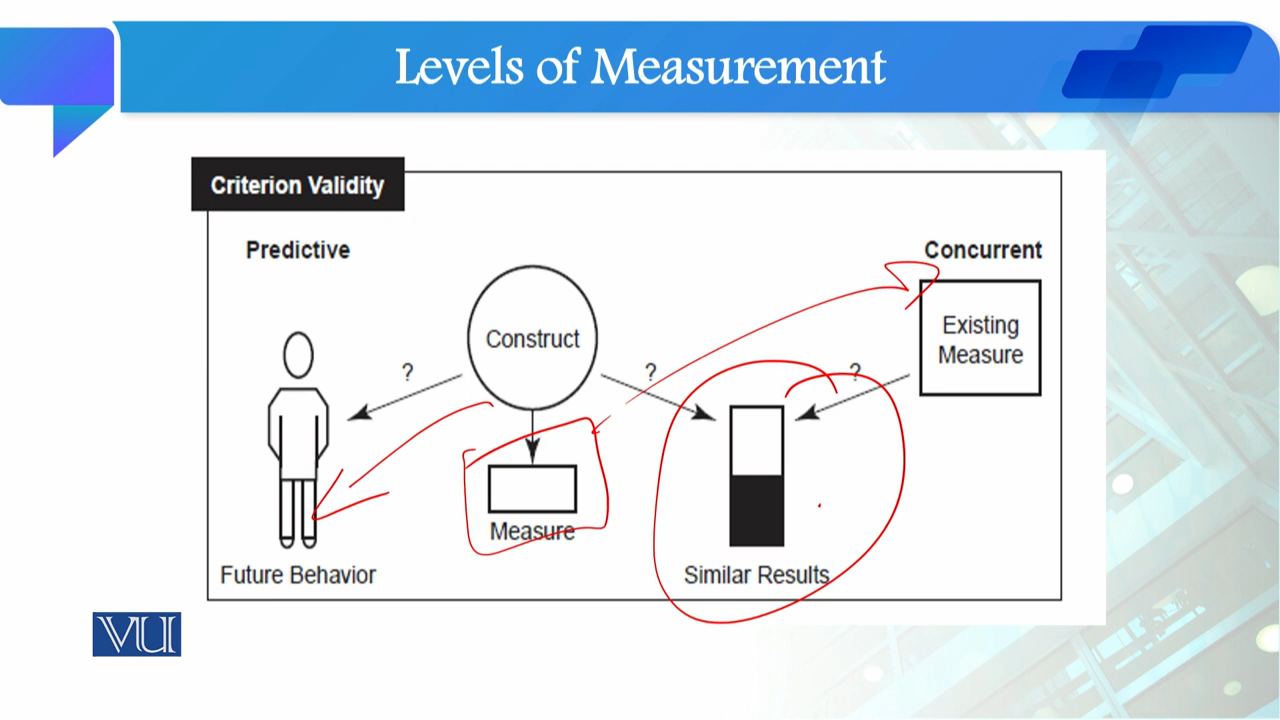 Levels of Measurement
Criterion Validity
Predictive
Concurrent
Construct
Existing
Measure
?
?
?
Measure
Future Behavior
Similar Results
VU